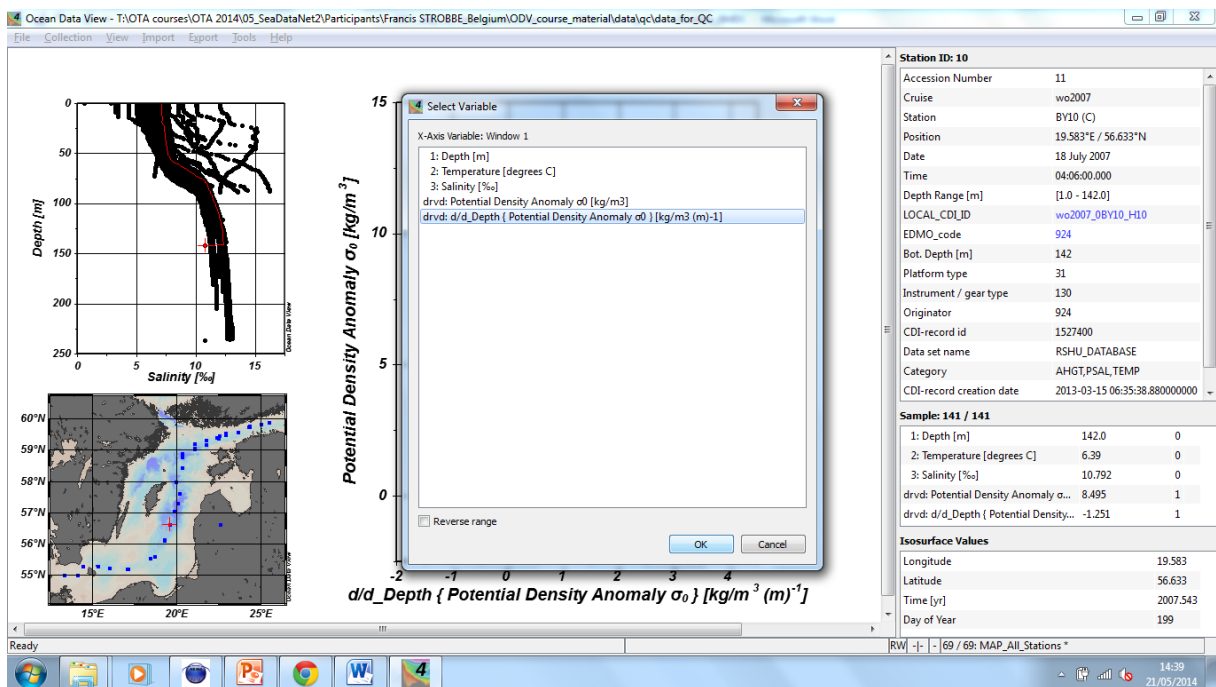 Ocean Data View - T:\OTA courses\OTA 2014\05_SeaDataNet2\Participants\Francis STROBBE_Belgium\ODV_course_material\data\qc\data_for_QC
File Collection View Import Export Tools Help
0
50
100
150
200
250
Depth [m]
0 5 10 15
Salinity [‰]
Ocean Data View
60°N
59°N
58°N
57°N
56°N
55°N
15°E 20°E 25°E
Ocean Data View
15
10
5
0
Potential Density Anomaly σ0 [kg/m 3]
-2 -1 0 1 2 3 4
d/d_Depth { Potential Density Anomaly σ0 } [kg/m 3 (m)-1]
Select Variable
X-Axis Variable: Window 1
1: Depth [m]
2: Temperature [degrees C]
3: Salinity [‰]
drvd: Potential Density Anomaly σ0 [kg/m3]
drvd: d/d_Depth { Potential Density Anomaly σ0 } [kg/m3 (m)-1]
Reverse range
OK Cancel
Station ID: 10
Accession Number 11
Cruise wo2007
Station BY10 (C)
Position 19.583°E / 56.633°N
Date 18 July 2007
Time 04:06:00.000
Depth Range [m] [1.0 - 142.0]
LOCAL_CDI_ID wo2007_0BY10_H10
EDMO_code 924
Bot. Depth [m] 142
Platform type 31
Instrument / gear type 130
Originator 924
CDI-record id 1527400
Data set name RSHU_DATABASE
Category AHGT,PSAL,TEMP
CDI-record creation date 2013-03-15 06:35:38.880000000
Sample: 141 / 141
1: Depth [m] 142.0 0
2: Temperature [degrees C] 6.39 0
3: Salinity [‰] 10.792 0
drvd: Potential Density Anomaly σ... 8.495 1
drvd: d/d_Depth { Potential Density... -1.251 1
Isosurface Values
Longitude 19.583
Latitude 56.633
Time [yr] 2007.543
Day of Year 199
Ready
RW -|- - 69 / 69: MAP_All_Stations *
14:39
21/05/2014